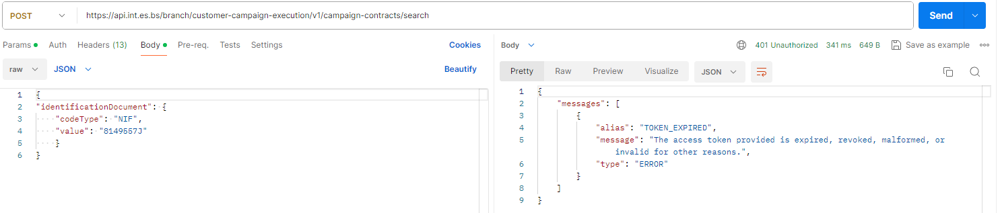 POST
https://api.int.es.bs/branch/customer-campaign-execution/v1/campaign-contracts/search
Send
Params
Auth
Headers (13)
Body
Pre-req.
Tests
Settings
Cookies
raw
JSON
Beautify
1 {
2 "identificationDocument": {
3 "codeType": "NIF",
4 "value": "8149557J"
5 }
6 }
Body
401 Unauthorized
341 ms
649 B
Save as example
Pretty
Raw
Preview
Visualize
JSON
1 {
2 "messages": [
3 {
4 "alias": "TOKEN_EXPIRED",
5 "message": "The access token provided is expired, revoked, malformed, or
invalid for other reasons.",
6 "type": "ERROR"
7 }
8 ]
9 }